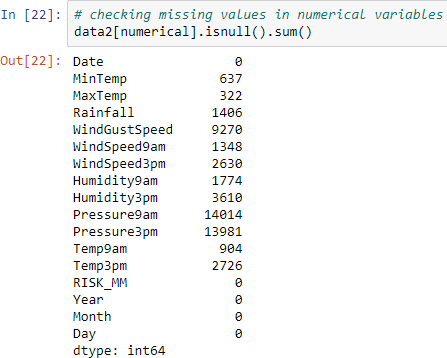 In [22]: # checking missing values in numerical variables
data2[numerical].isnull().sum()
Out[22]: Date 0
MinTemp 637
MaxTemp 322
Rainfall 1406
WindGustSpeed 9270
WindSpeed9am 1348
WindSpeed3pm 2630
Humidity9am 1774
Humidity3pm 3610
Pressure9am 14014
Pressure3pm 13981
Temp9am 904
Temp3pm 2726
RISK_MM 0
Year 0
Month 0
Day 0
dtype: int64